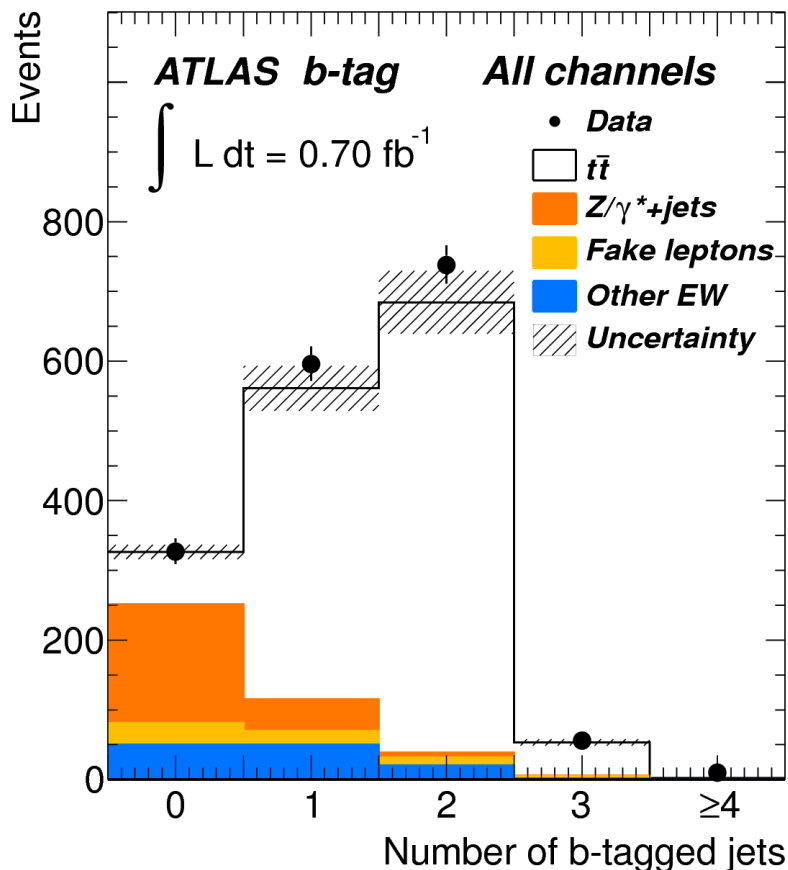 Events
ATLAS b-tag All channels
∫ L dt = 0.70 fb⁻¹
Data
tt̄
Z/γ*+jets
Fake leptons
Other EW
Uncertainty
800
600
400
200
0
0 1 2 3 ≥4
Number of b-tagged jets